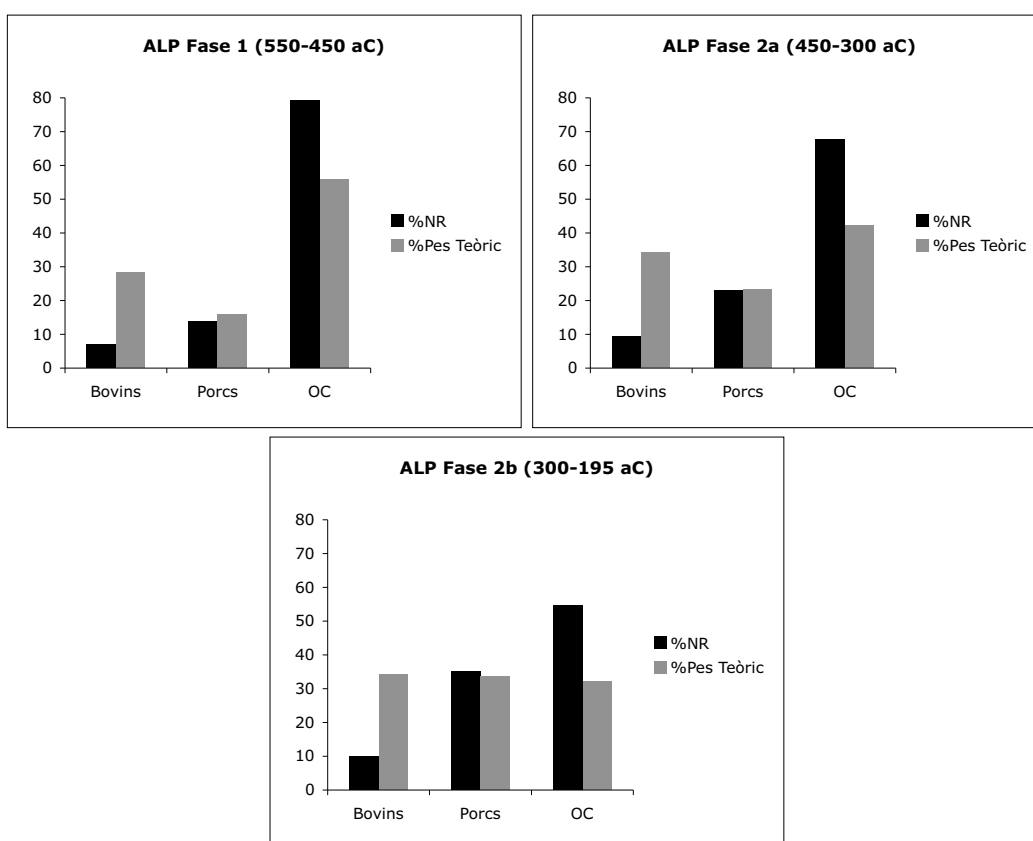 ALP Fase 1 (550-450 aC)
80
70
60
50
40
30
20
10
0
Bovins Porcs OC
%NR
%Pes Teòric
ALP Fase 2a (450-300 aC)
80
70
60
50
40
30
20
10
0
Bovins Porcs OC
%NR
%Pes Teòric
ALP Fase 2b (300-195 aC)
80
70
60
50
40
30
20
10
0
Bovins Porcs OC
%NR
%Pes Teòric